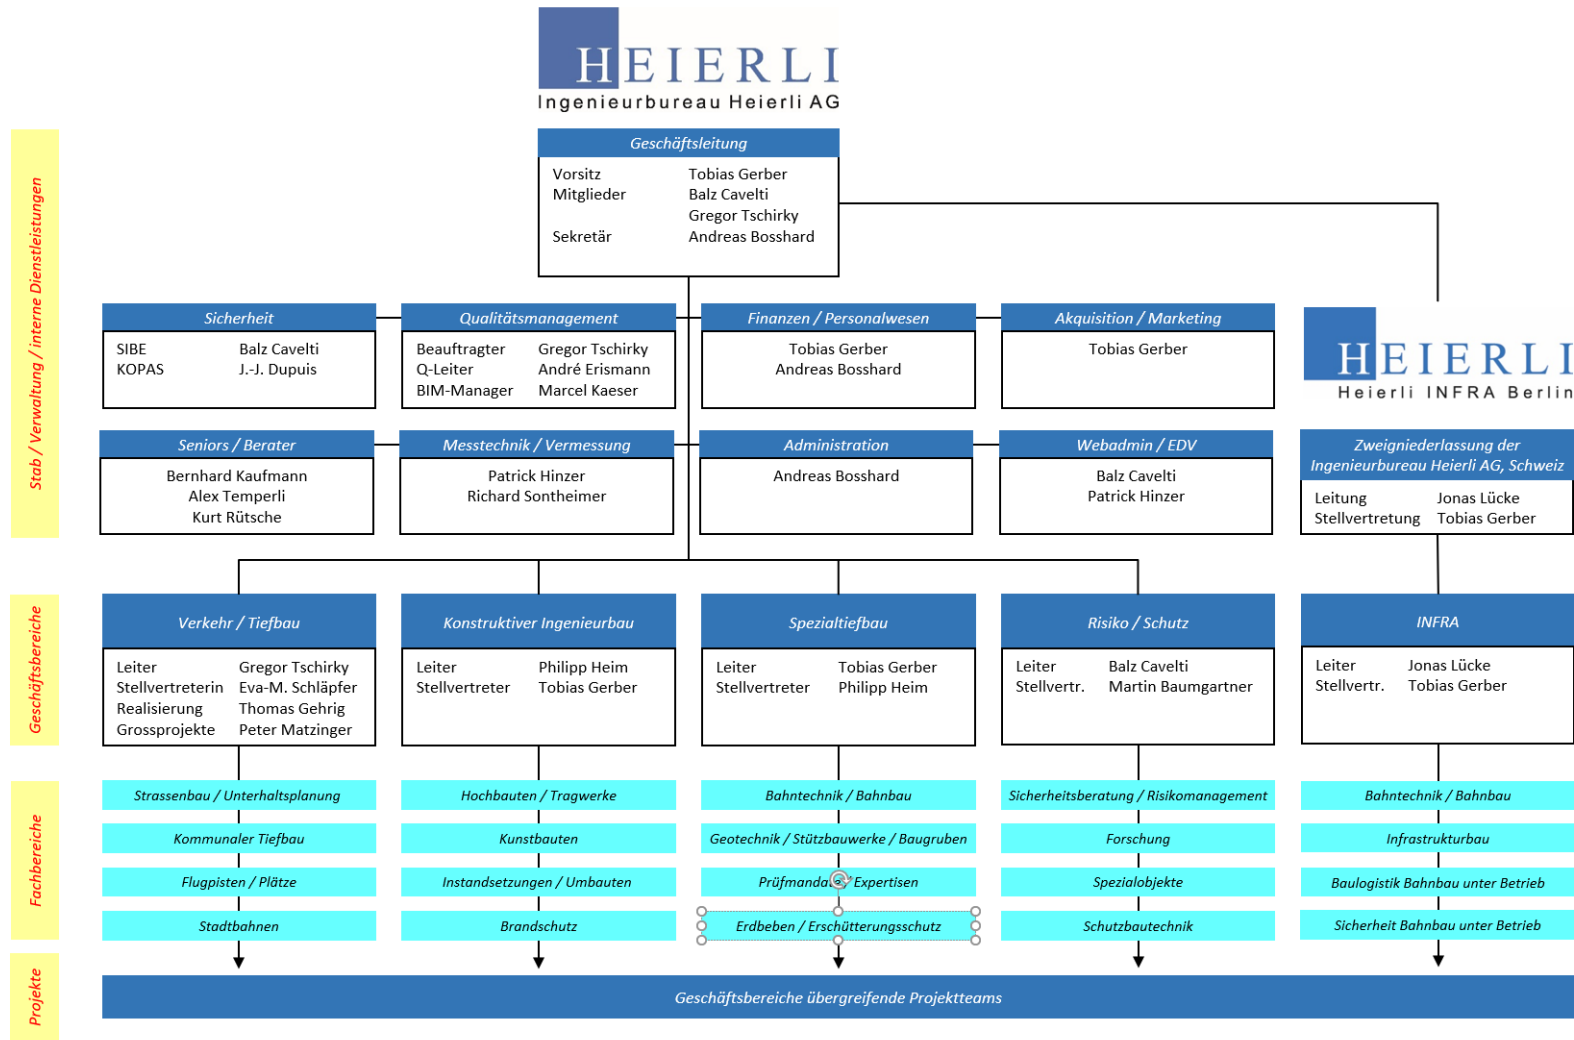 HEIERLI
Ingenieurbureau Heierli AG
Stab / Verwaltung / interne Dienstleistungen
Geschäftsleitung
Vorsitz Tobias Gerber
Mitglieder Balz Cavelti
Gregor Tschirky
Sekretär Andreas Bosshard
Sicherheit
SIBE Balz Cavelti
KOPAS J.-J. Dupuis
Qualitätsmanagement
Beauftragter Gregor Tschirky
Q-Leiter André Erismann
BIM-Manager Marcel Kaeser
Finanzen / Personalwesen
Tobias Gerber
Andreas Bosshard
Akquisition / Marketing
Tobias Gerber
HEIERLI
Heierli INFRA Berlin
Seniors / Berater
Bernhard Kaufmann
Alex Temperli
Kurt Rütsche
Messtechnik / Vermessung
Patrick Hinzer
Richard Sontheimer
Administration
Andreas Bosshard
Webadmin / EDV
Balz Cavelti
Patrick Hinzer
Zweigniederlassung der
Ingenieurbureau Heierli AG, Schweiz
Leitung Jonas Lücke
Stellvertretung Tobias Gerber
Geschäftsbereiche
Verkehr / Tiefbau
Leiter Gregor Tschirky
Stellvertreterin Eva-M. Schläpfer
Realisierung Thomas Gehrig
Grossprojekte Peter Matzinger
Konstruktiver Ingenieurbau
Leiter Philipp Heim
Stellvertreter Tobias Gerber
Spezialtiefbau
Leiter Tobias Gerber
Stellvertreter Philipp Heim
Risiko / Schutz
Leiter Balz Cavelti
Stellvertr. Martin Baumgartner
INFRA
Leiter Jonas Lücke
Stellvertr. Tobias Gerber
Fachbereiche
Strassenbau / Unterhaltsplanung
Kommunaler Tiefbau
Flugpisten / Plätze
Stadtbahnen
Hochbauten / Tragwerke
Kunstbauten
Instandsetzungen / Umbauten
Brandschutz
Bahntechnik / Bahnbau
Geotechnik / Stützbauwerke / Baugruben
Prüfmandate / Expertisen
Erdbeben / Erschütterungsschutz
Sicherheitsberatung / Risikomanagement
Forschung
Spezialobjekte
Schutzbautechnik
Bahntechnik / Bahnbau
Infrastrukturbau
Baulogistik Bahnbau unter Betrieb
Sicherheit Bahnbau unter Betrieb
Projekte
Geschäftsbereiche übergreifende Projektteams